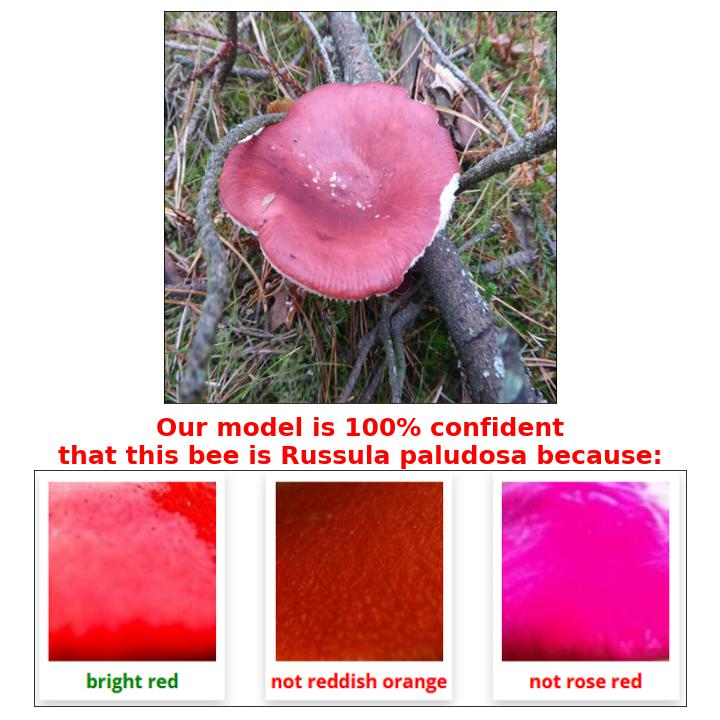 Our model is 100% confident
that this bee is Russula paludosa because:
bright red
not reddish orange
not rose red